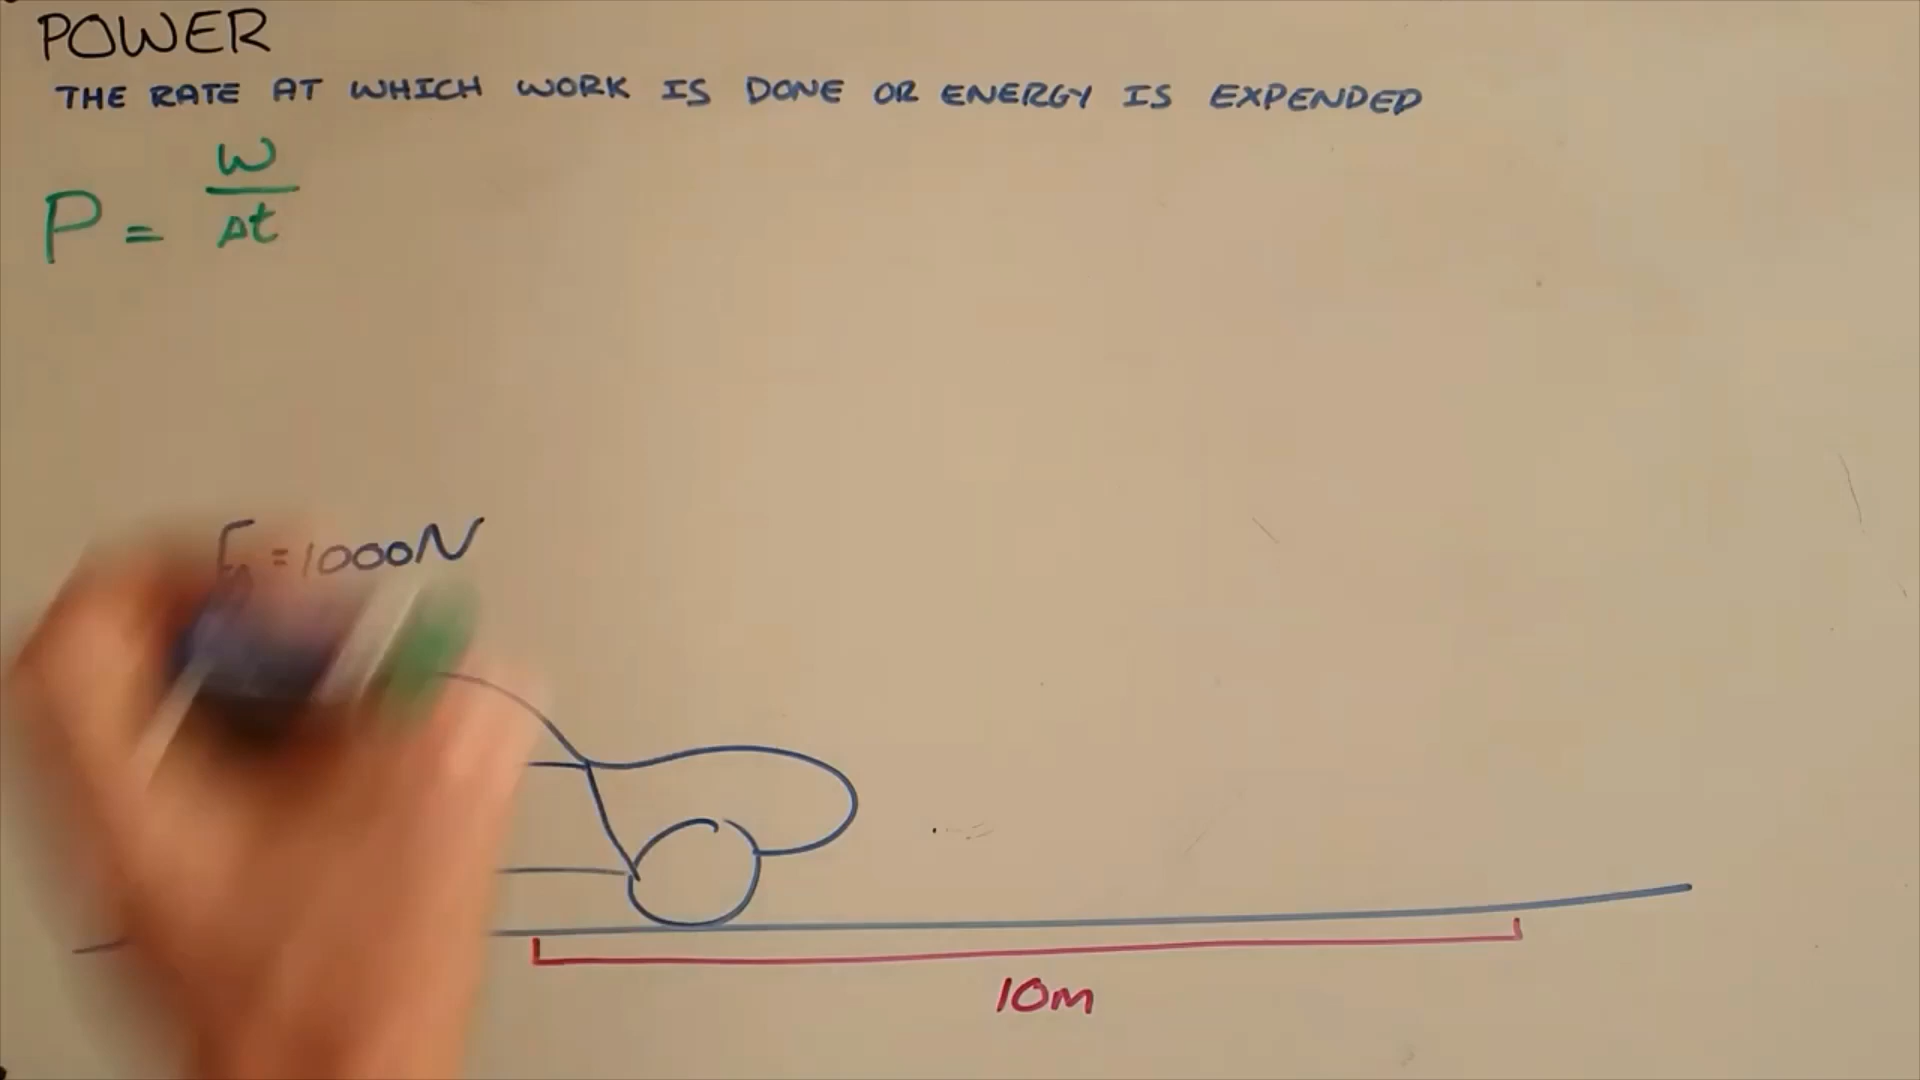 POWER
THE RATE AT WHICH WORK IS DONE OR ENERGY IS EXPENDED
P = W
Δt
= 1000N
10m